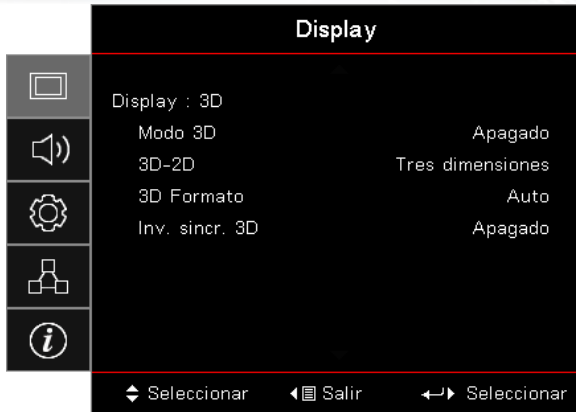 Display
Display : 3D
Modo 3D Apagado
3D-2D Tres dimensiones
3D Formato Auto
Inv. sincr. 3D Apagado
Seleccionar Salir Seleccionar